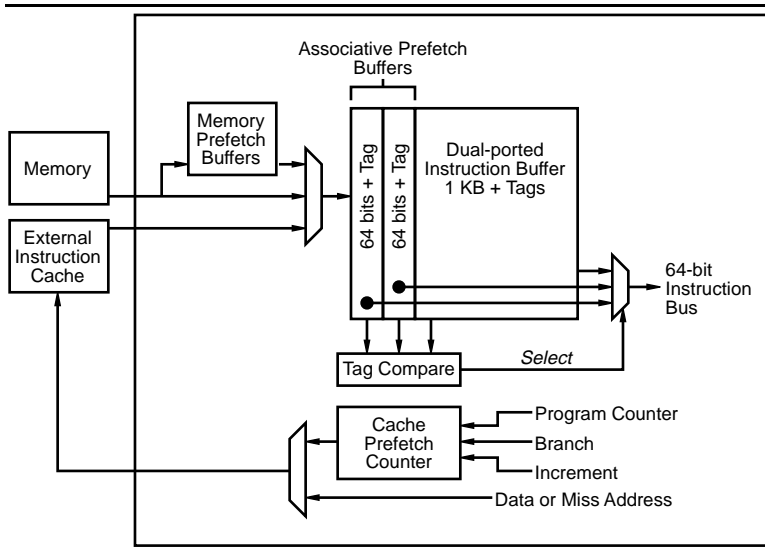 Associative Prefetch
Buffers
Memory
Prefetch
Buffers
Memory
64 bits + Tag
64 bits + Tag
Dual-ported
Instruction Buffer
1 KB + Tags
External
Instruction
Cache
64-bit
Instruction
Bus
Tag Compare
Select
Cache
Prefetch
Counter
Program Counter
Branch
Increment
Data or Miss Address